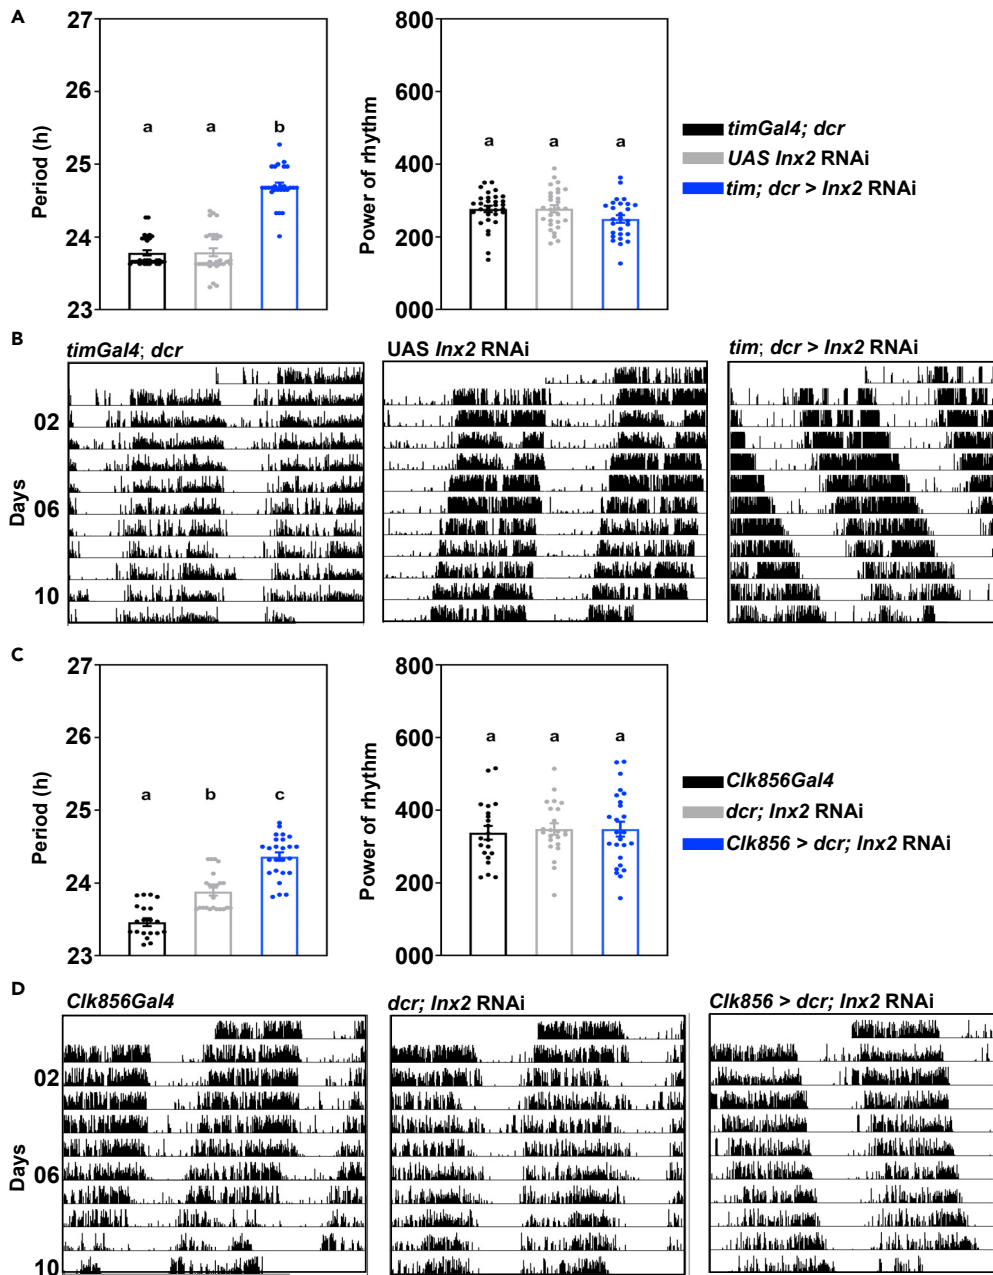 A
27
26
25
24
23
Period (h)
a a b
800
600
400
200
000
Power of rhythm
a a a
timGal4; dcr
UAS Inx2 RNAi
tim; dcr > Inx2 RNAi
B
timGal4; dcr
UAS Inx2 RNAi
tim; dcr > Inx2 RNAi
02
06
10
Days
C
27
26
25
24
23
Period (h)
a b c
800
600
400
200
000
Power of rhythm
a a a
Clk856Gal4
dcr; Inx2 RNAi
Clk856 > dcr; Inx2 RNAi
D
Clk856Gal4
dcr; Inx2 RNAi
Clk856 > dcr; Inx2 RNAi
02
06
10
Days